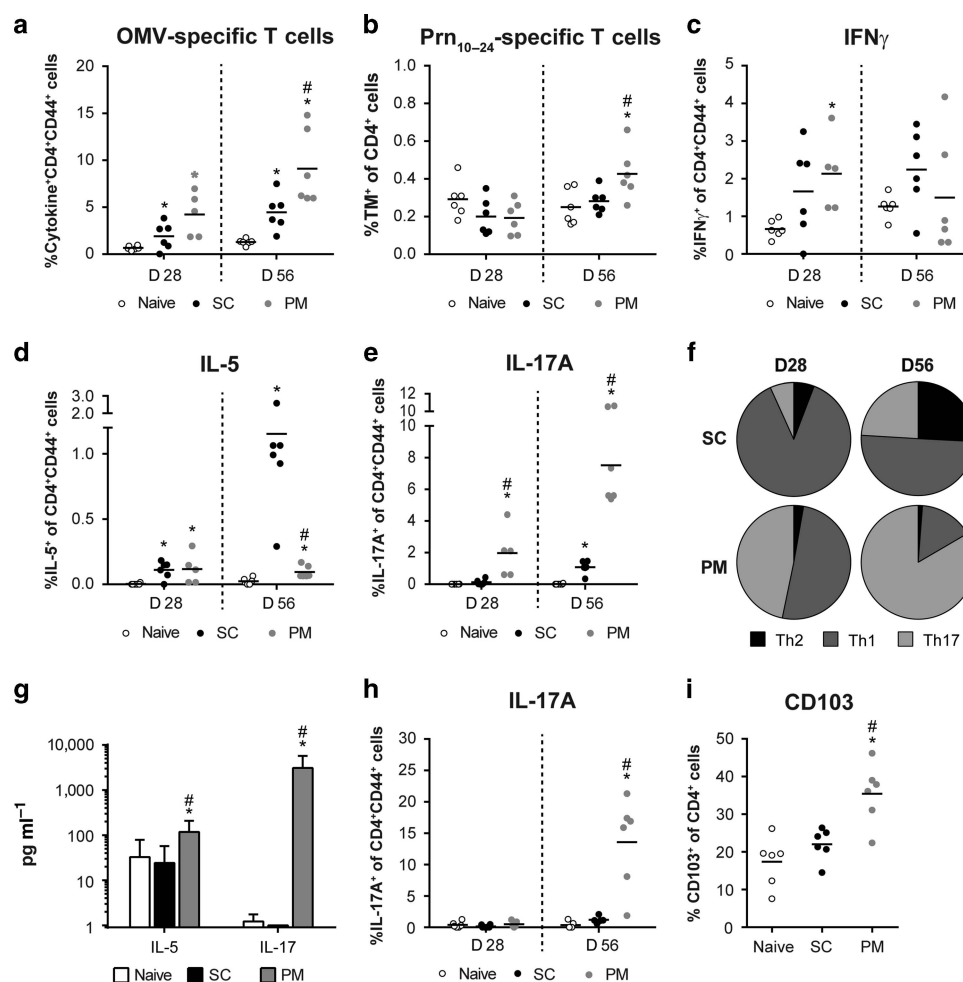 a
OMV-specific T cells
%Cytokine⁺CD4⁺CD44⁺ cells
20
15
10
5
0
*
*
*
#
*
D 28
D 56
Naive
SC
PM
b
Prn₁₀₋₂₄-specific T cells
%TM⁺ of CD4⁺ cells
1.0
0.8
0.6
0.4
0.2
0.0
#
*
D 28
D 56
Naive
SC
PM
c
IFNγ
%IFNγ⁺ of CD4⁺CD44⁺ cells
5
4
3
2
1
0
*
D 28
D 56
Naive
SC
PM
d
IL-5
%IL-5⁺ of CD4⁺CD44⁺ cells
3.0
2.0
1.0
0.5
0.0
*
*
*
#
*
D 28
D 56
Naive
SC
PM
e
IL-17A
%IL-17A⁺ of CD4⁺CD44⁺ cells
12
10
8
6
4
2
0
#
*
*
#
*
D 28
D 56
Naive
SC
PM
f
D28
D56
SC
PM
Th2
Th1
Th17
g
pg ml⁻¹
10,000
1,000
100
10
1
#
*
#
*
IL-5
IL-17
Naive
SC
PM
h
IL-17A
%IL-17A⁺ of CD4⁺CD44⁺ cells
30
25
20
15
10
5
0
#
*
D 28
D 56
Naive
SC
PM
i
CD103
% CD103⁺ of CD4⁺ cells
50
40
30
20
10
0
#
*
Naive
SC
PM